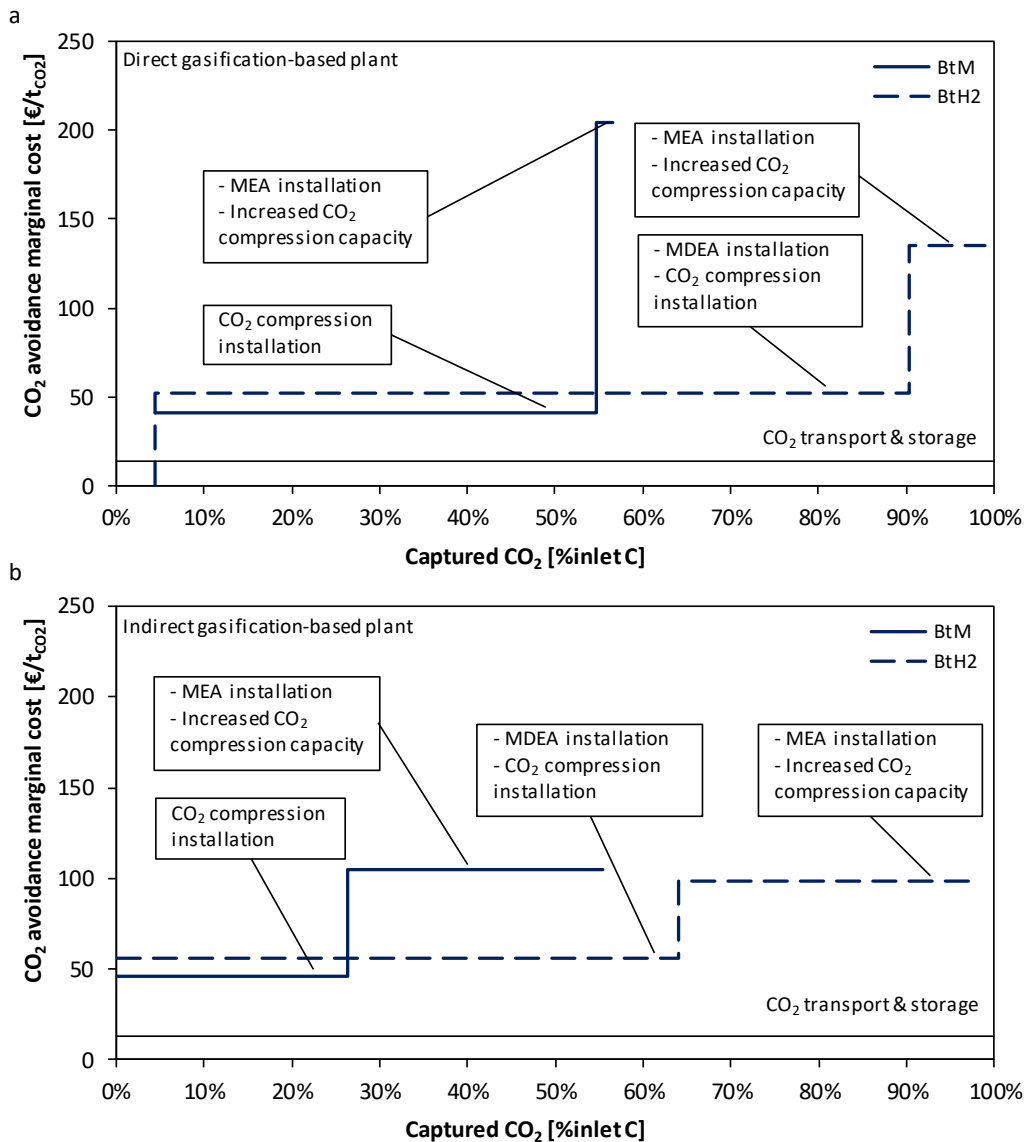 a
CO₂ avoidance marginal cost [€/t_CO2]
250
200
150
100
50
0
Direct gasification-based plant
BtM
BtH2
- MEA installation
- Increased CO₂
compression capacity
- MEA installation
- Increased CO₂
compression capacity
- MDEA installation
- CO₂ compression
installation
CO₂ compression
installation
CO₂ transport & storage
0% 10% 20% 30% 40% 50% 60% 70% 80% 90% 100%
Captured CO₂ [%inlet C]
b
CO₂ avoidance marginal cost [€/t_CO2]
250
200
150
100
50
0
Indirect gasification-based plant
BtM
BtH2
- MEA installation
- Increased CO₂
compression capacity
- MDEA installation
- CO₂ compression
installation
- MEA installation
- Increased CO₂
compression capacity
CO₂ compression
installation
CO₂ transport & storage
0% 10% 20% 30% 40% 50% 60% 70% 80% 90% 100%
Captured CO₂ [%inlet C]